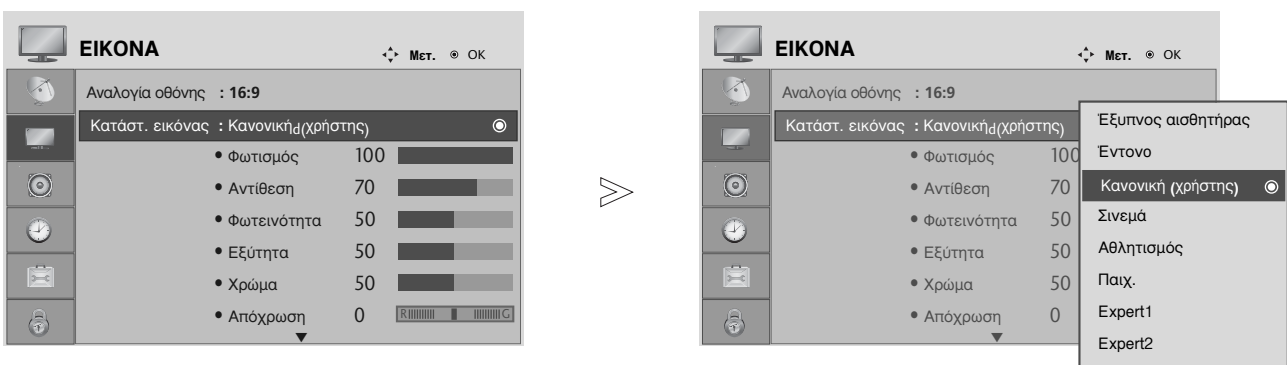 ΕΙΚΟΝΑ
Μετ. OK
Αναλογία οθόνης : 16:9
Κατάστ. εικόνας : Κανονικήd(χρήστης)
• Φωτισμός 100
• Αντίθεση 70
• Φωτεινότητα 50
• Εξύτητα 50
• Χρώμα 50
• Απόχρωση 0 R G
ΕΙΚΟΝΑ
Μετ. OK
Αναλογία οθόνης : 16:9
Κατάστ. εικόνας : Κανονικήd(χρήστης)
• Φωτισμός 100
• Αντίθεση 70
• Φωτεινότητα 50
• Εξύτητα 50
• Χρώμα 50
• Απόχρωση 0
Έξυπνος αισθητήρας
Έντονο
Κανονική (χρήστης)
Σινεμά
Αθλητισμός
Παιχ.
Expert1
Expert2